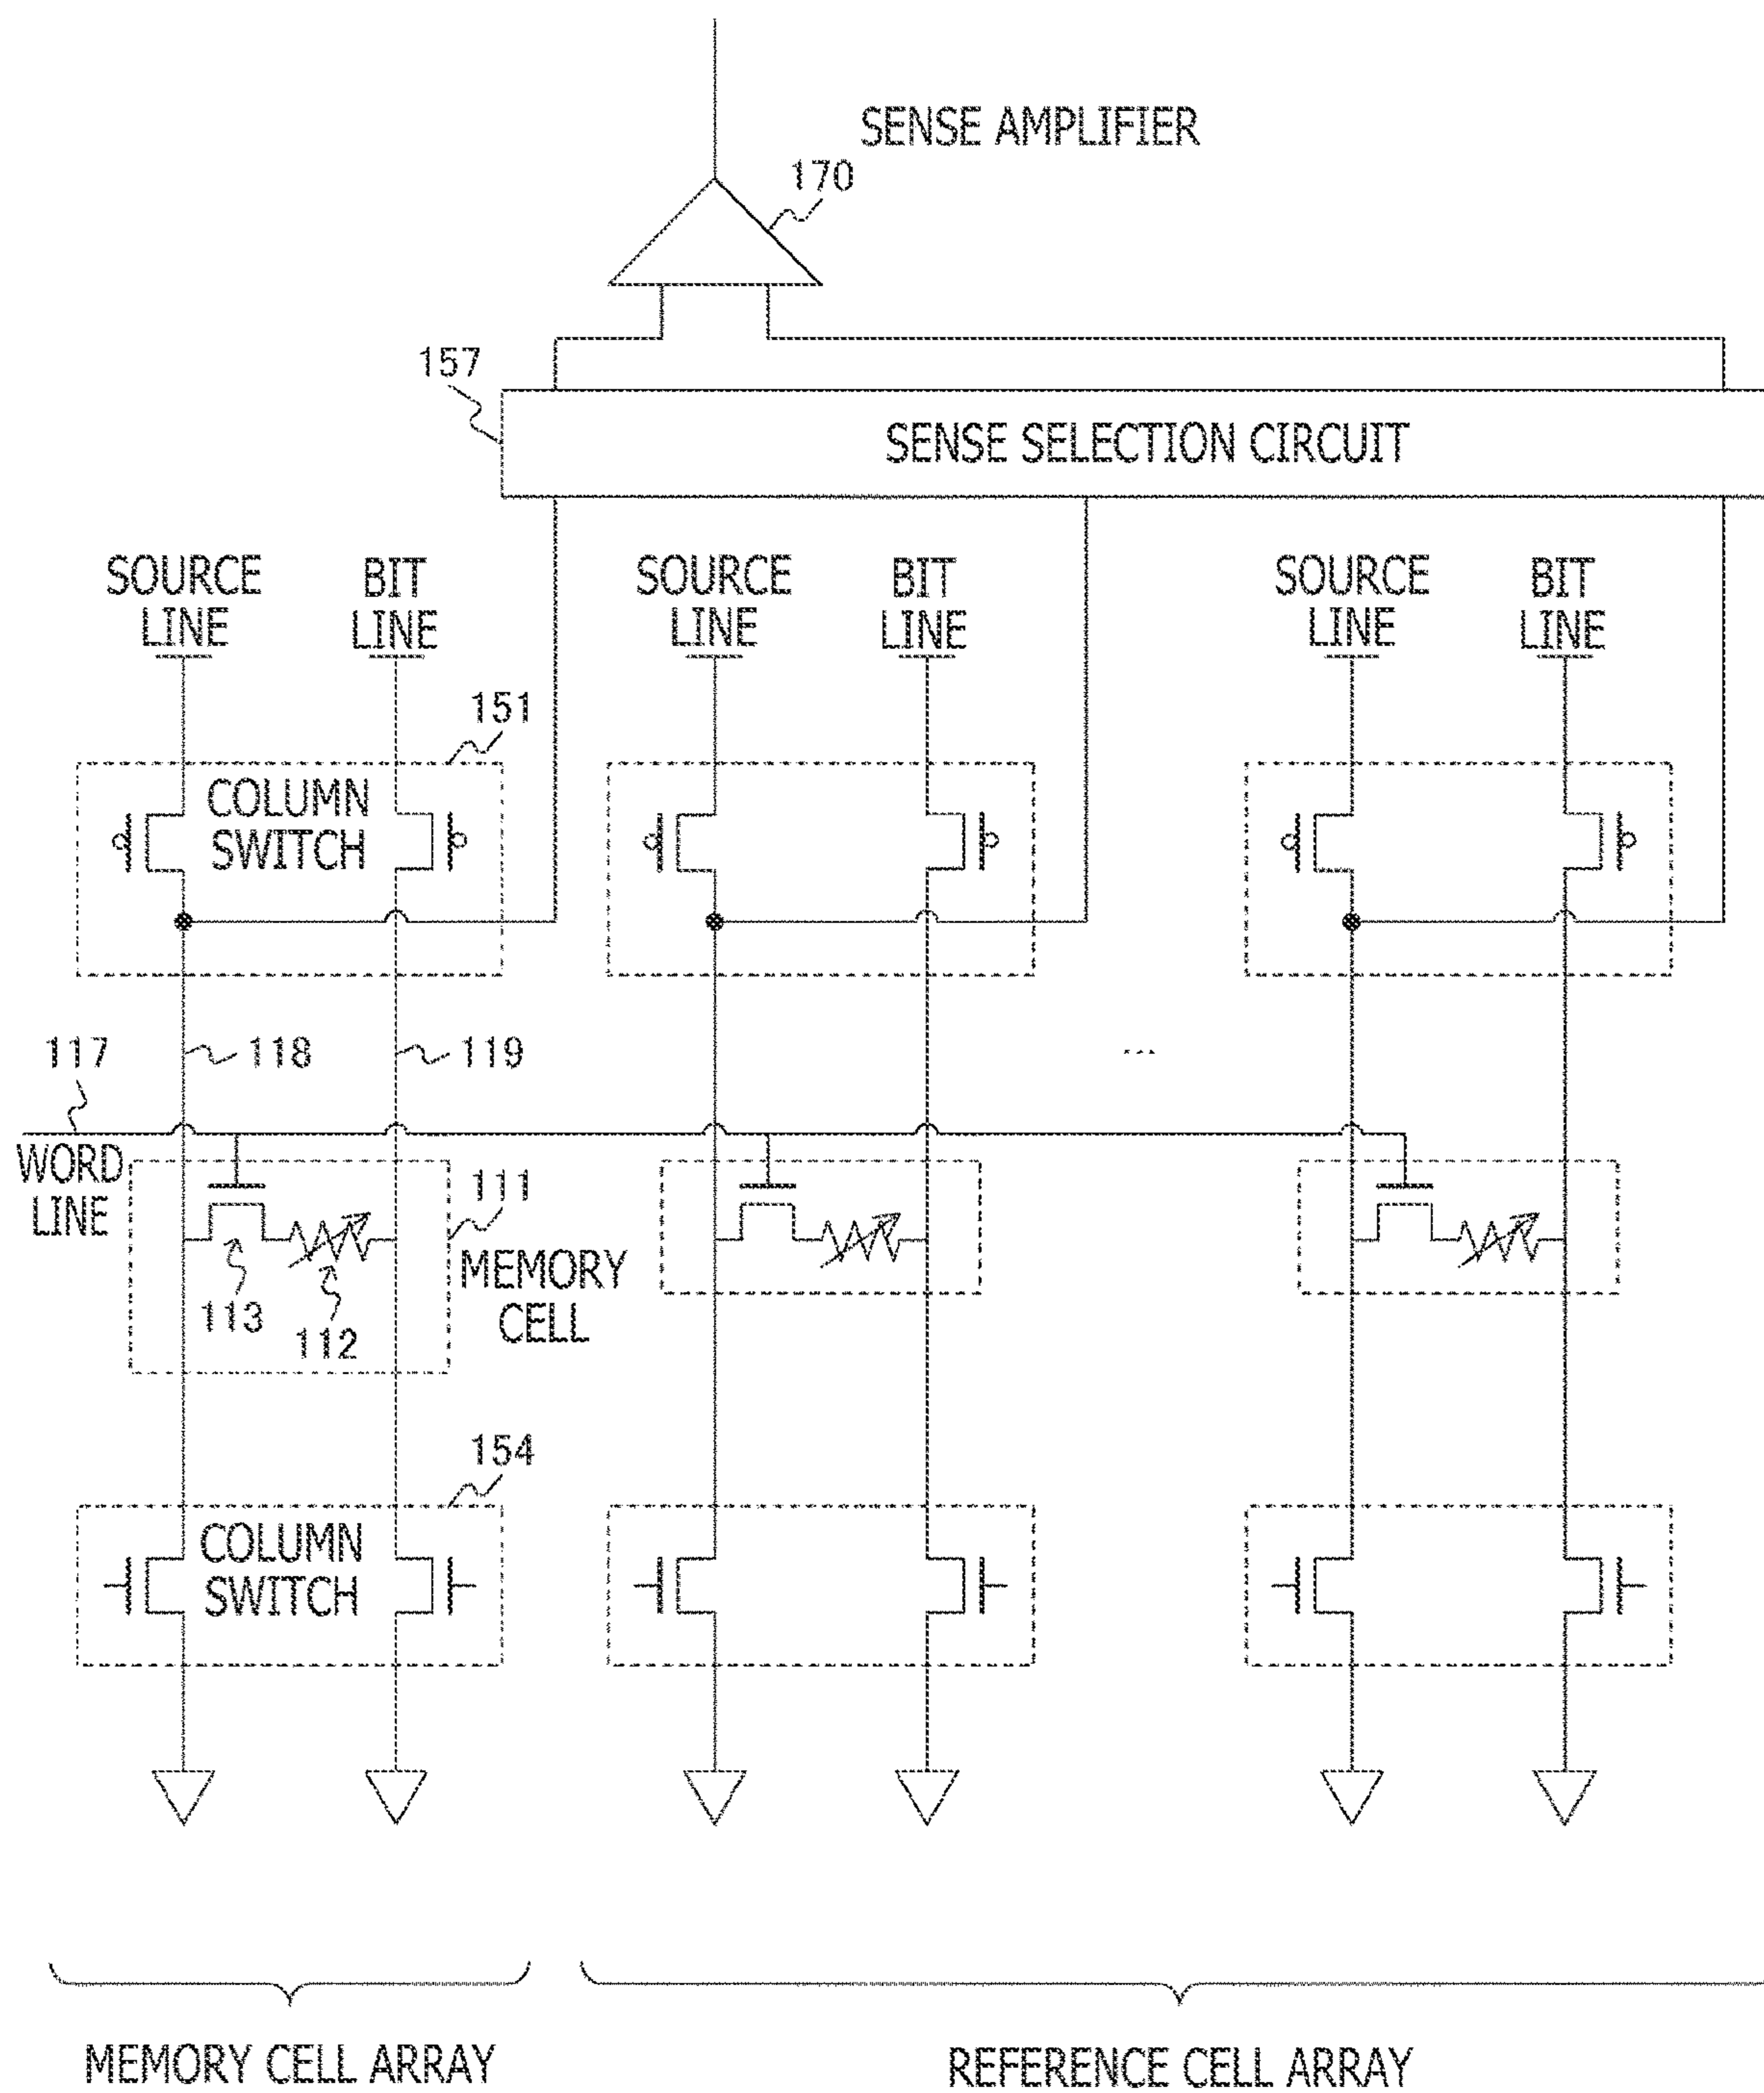 SENSE AMPLIFIER
170
157
SENSE SELECTION CIRCUIT
SOURCE
LINE
BIT
LINE
SOURCE
LINE
BIT
LINE
SOURCE
LINE
BIT
LINE
151
COLUMN
SWITCH
117
118
119
...
WORD
LINE
111
MEMORY
CELL
113
112
154
COLUMN
SWITCH
MEMORY CELL ARRAY
REFERENCE CELL ARRAY